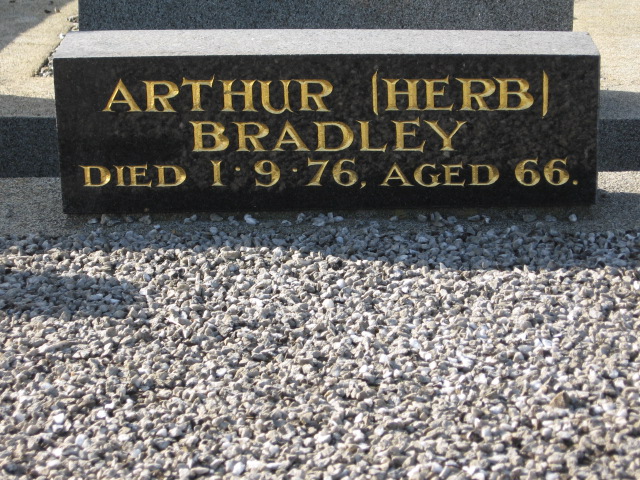 ARTHUR (HERB)
BRADLEY
DIED 1·9·76, AGED 66.